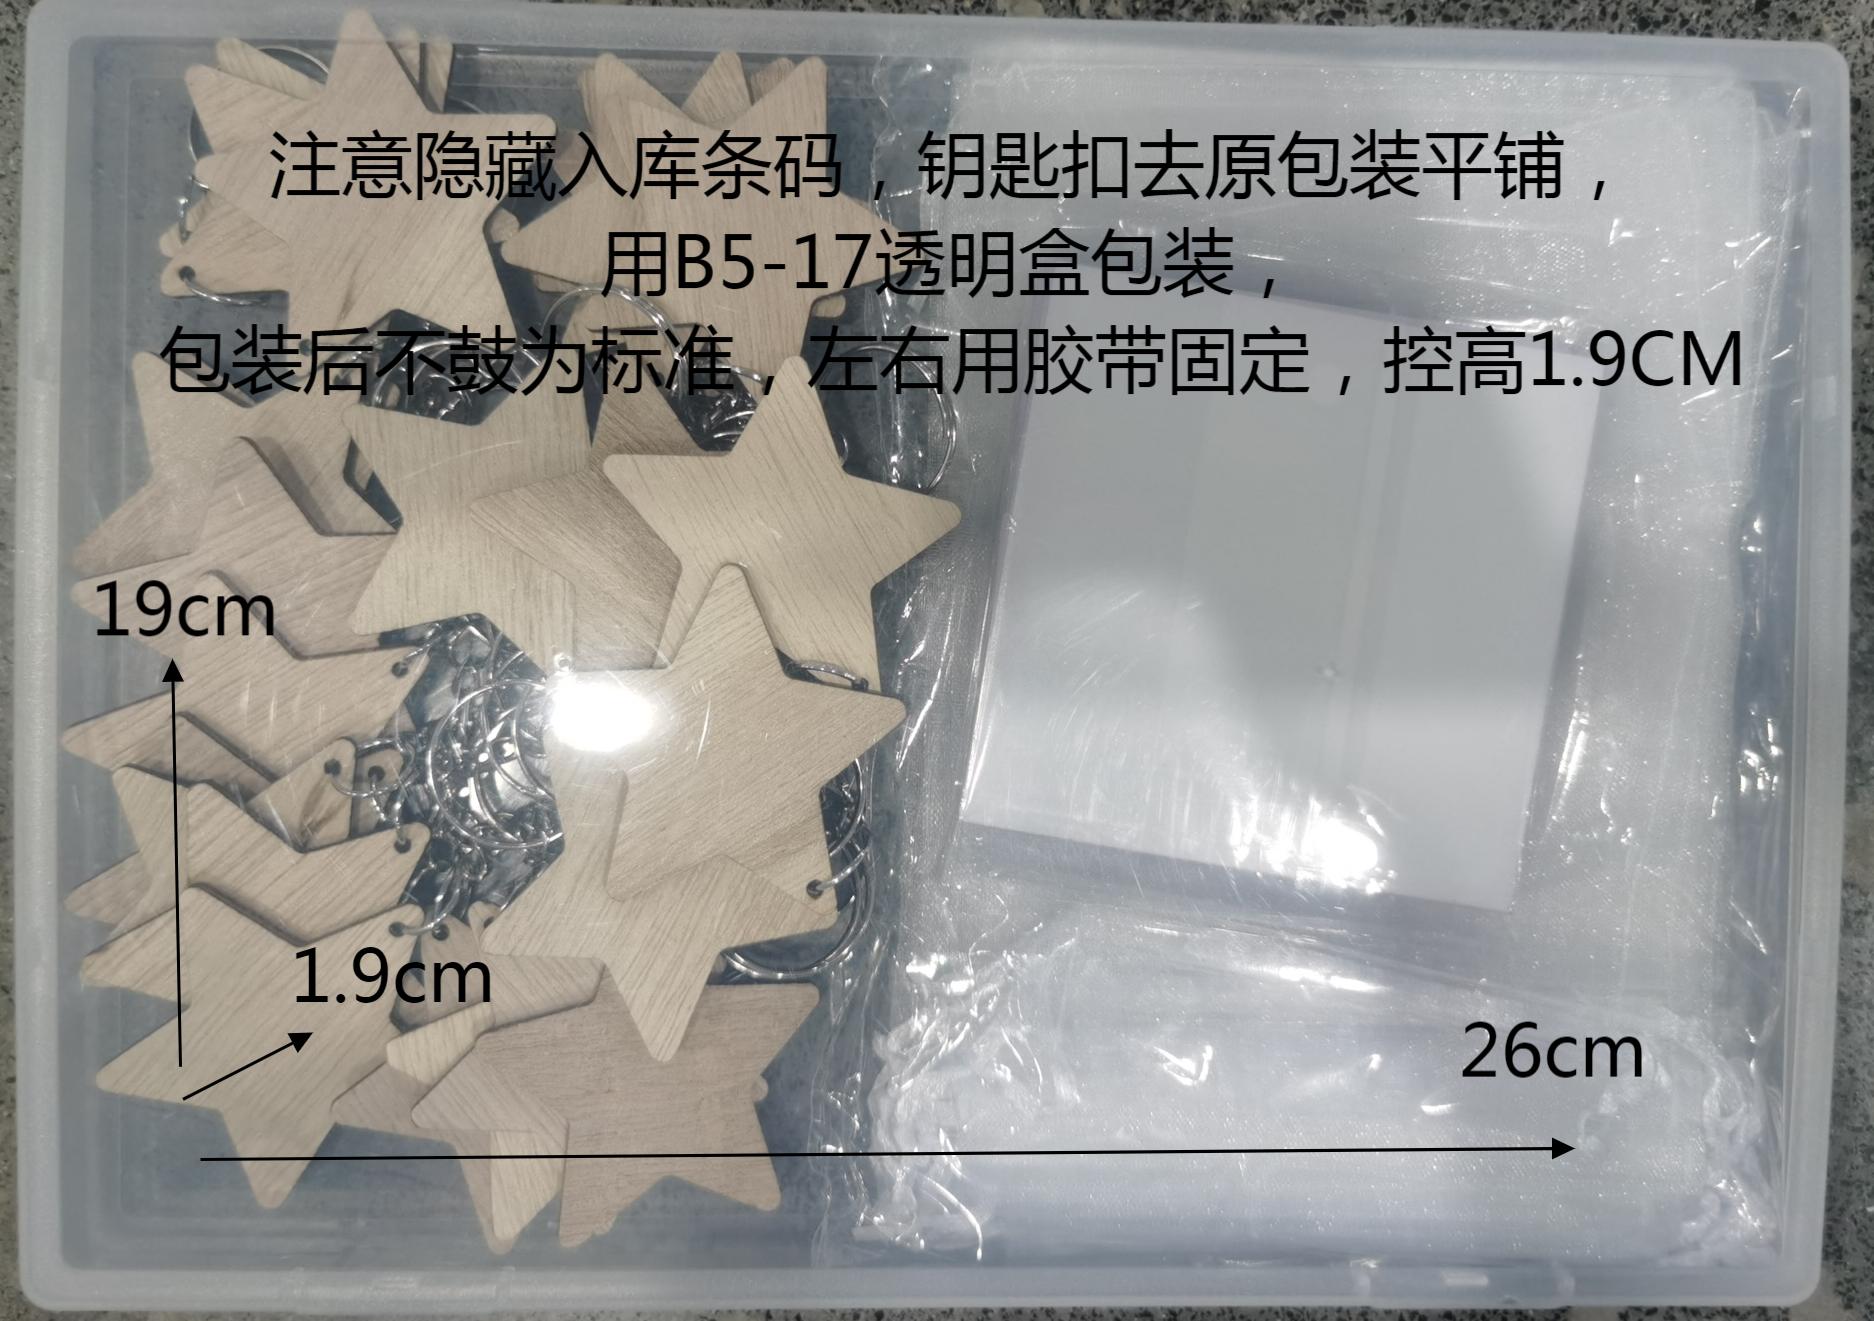 注意隐藏入库条码，钥匙扣去原包装平铺，
用B5-17透明盒包装，
包装后不鼓为标准，左右用胶带固定，控高1.9CM
19cm
1.9cm
26cm